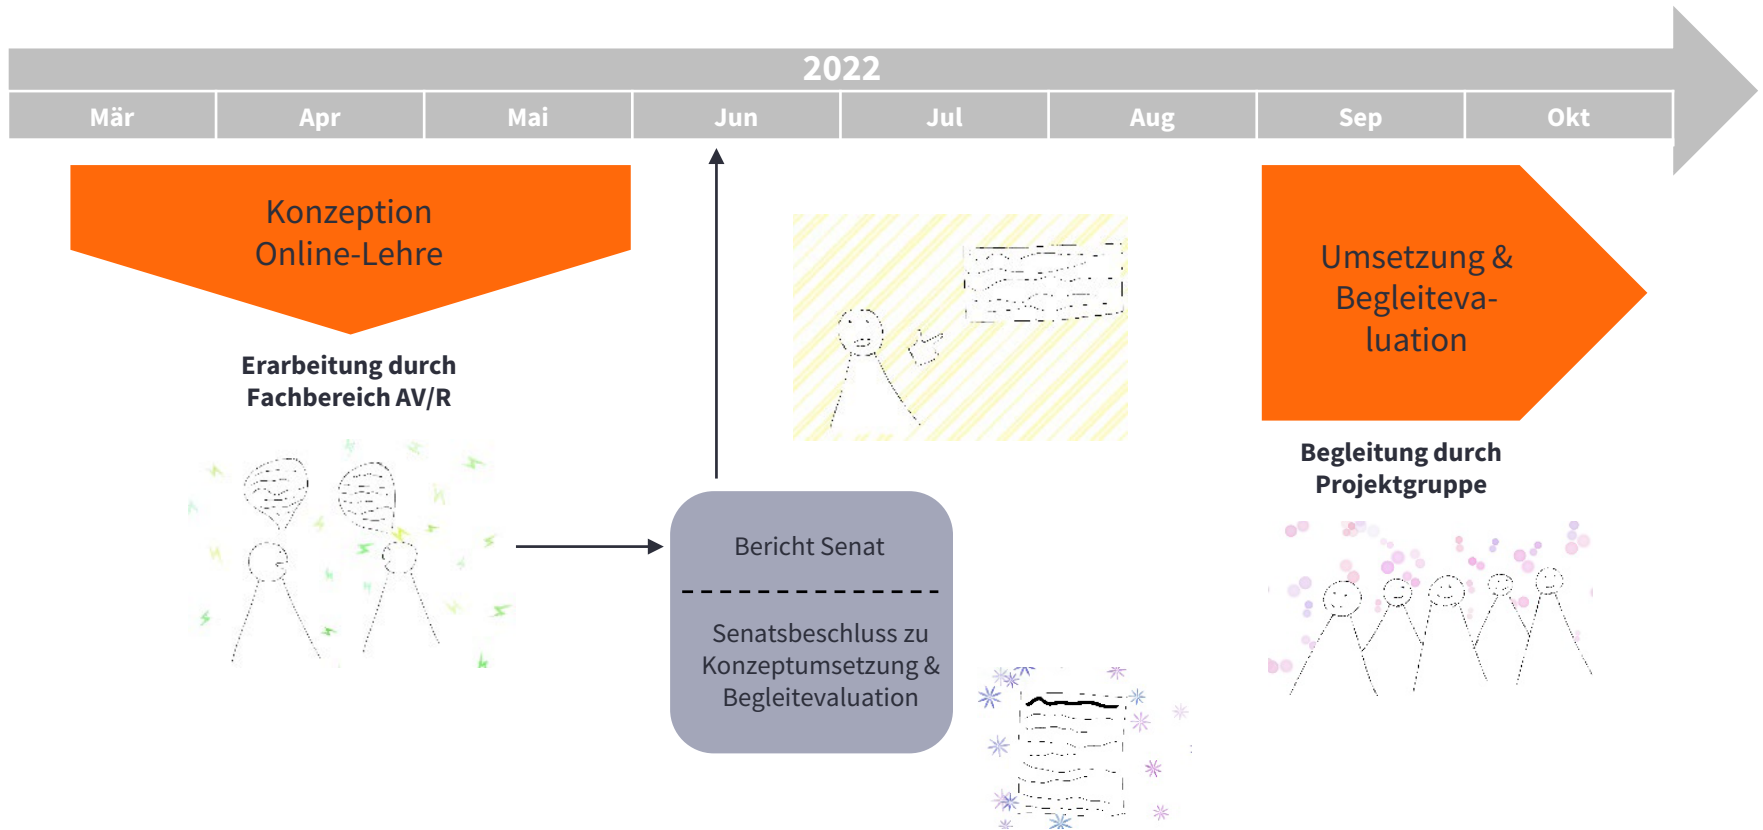 2022
Mär
Apr
Mai
Jun
Jul
Aug
Sep
Okt
Konzeption
Online-Lehre
Erarbeitung durch
Fachbereich AV/R
Bericht Senat
Senatsbeschluss zu
Konzeptumsetzung &
Begleitevaluation
Umsetzung &
Begleiteva-
luation
Begleitung durch
Projektgruppe